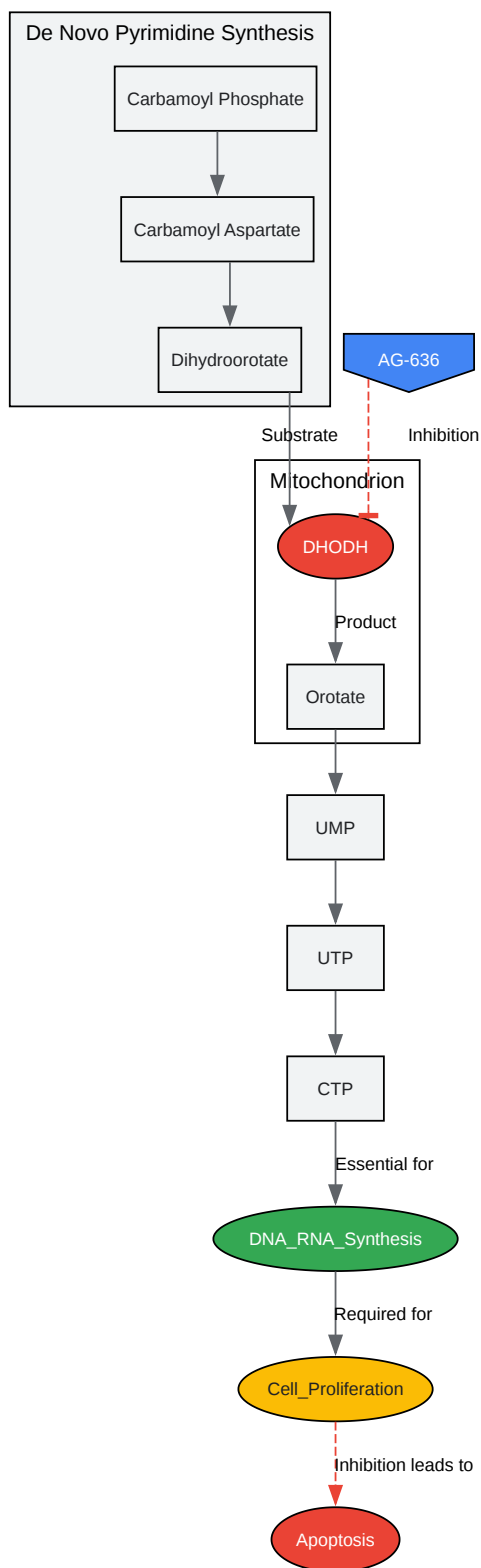 De Novo Pyrimidine Synthesis
Carbamoyl Phosphate
Carbamoyl Aspartate
Dihydroorotate
AG-636
Substrate
Inhibition
Mitochondrion
DHODH
Product
Orotate
UMP
UTP
CTP
Essential for
DNA_RNA_Synthesis
Required for
Cell_Proliferation
Inhibition leads to
Apoptosis